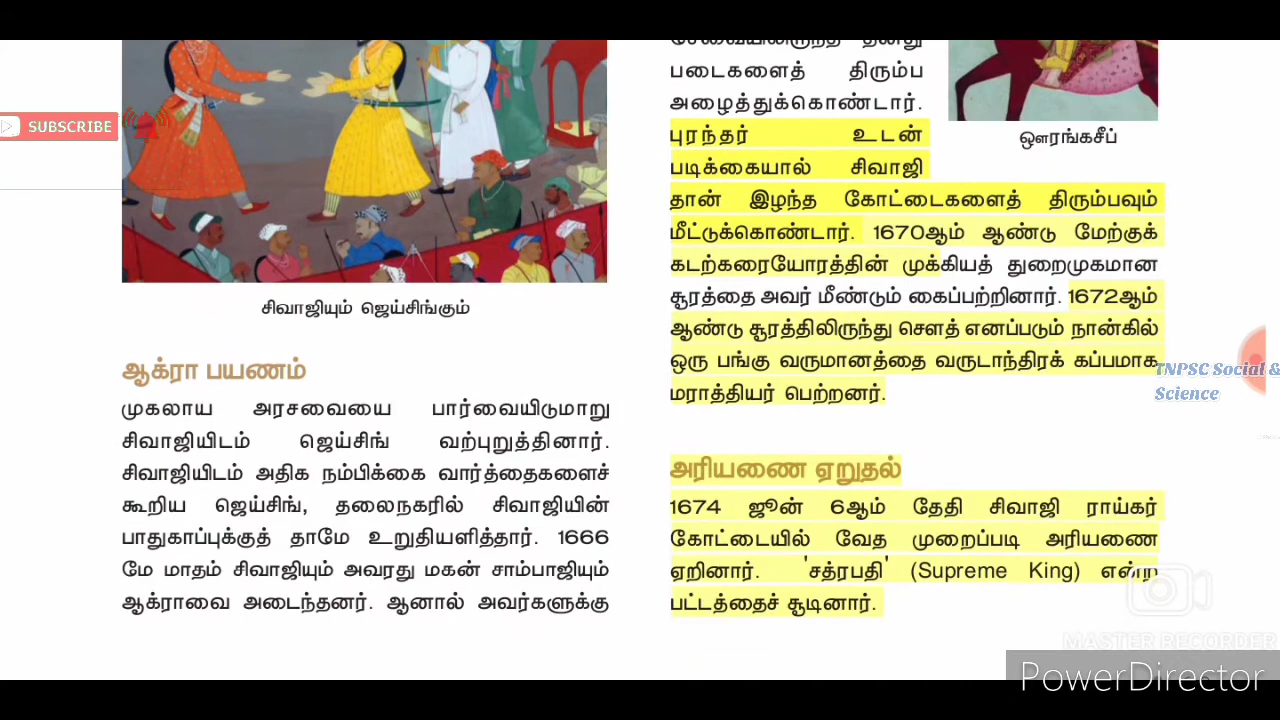 SUBSCRIBE
சிவாஜியும் ஜெய்சிங்கும்
ஆக்ரா பயணம்
முகலாய அரசவையை பார்வையிடுமாறு
சிவாஜியிடம் ஜெய்சிங் வற்புறுத்தினார்.
சிவாஜியிடம் அதிக நம்பிக்கை வார்த்தைகளைச்
கூறிய ஜெய்சிங், தலைநகரில் சிவாஜியின்
பாதுகாப்புக்குத் தாமே உறுதியளித்தார். 1666
மே மாதம் சிவாஜியும் அவரது மகன் சாம்பாஜியும்
ஆக்ராவை அடைந்தனர். ஆனால் அவர்களுக்கு
சேவையிலிருந்த தனது
படைகளைத் திரும்ப
அழைத்துக்கொண்டார்.
புரந்தர் உடன்
படிக்கையால் சிவாஜி
தான் இழந்த கோட்டைகளைத் திரும்பவும்
மீட்டுக்கொண்டார். 1670ஆம் ஆண்டு மேற்குக்
கடற்கரையோரத்தின் முக்கியத் துறைமுகமான
சூரத்தை அவர் மீண்டும் கைப்பற்றினார். 1672ஆம்
ஆண்டு சூரத்திலிருந்து சௌத் எனப்படும் நான்கில்
ஒரு பங்கு வருமானத்தை வருடாந்திரக் கப்பமாக
மராத்தியர் பெற்றனர்.
ஔரங்கசீப்
TNPSC Social &
Science
அரியணை ஏறுதல்
1674 ஜூன் 6ஆம் தேதி சிவாஜி ராய்கர்
கோட்டையில் வேத முறைப்படி அரியணை
ஏறினார். 'சத்ரபதி' (Supreme King) என்ற
பட்டத்தைச் சூடினார்.
MASTER RECORDER
PowerDirector